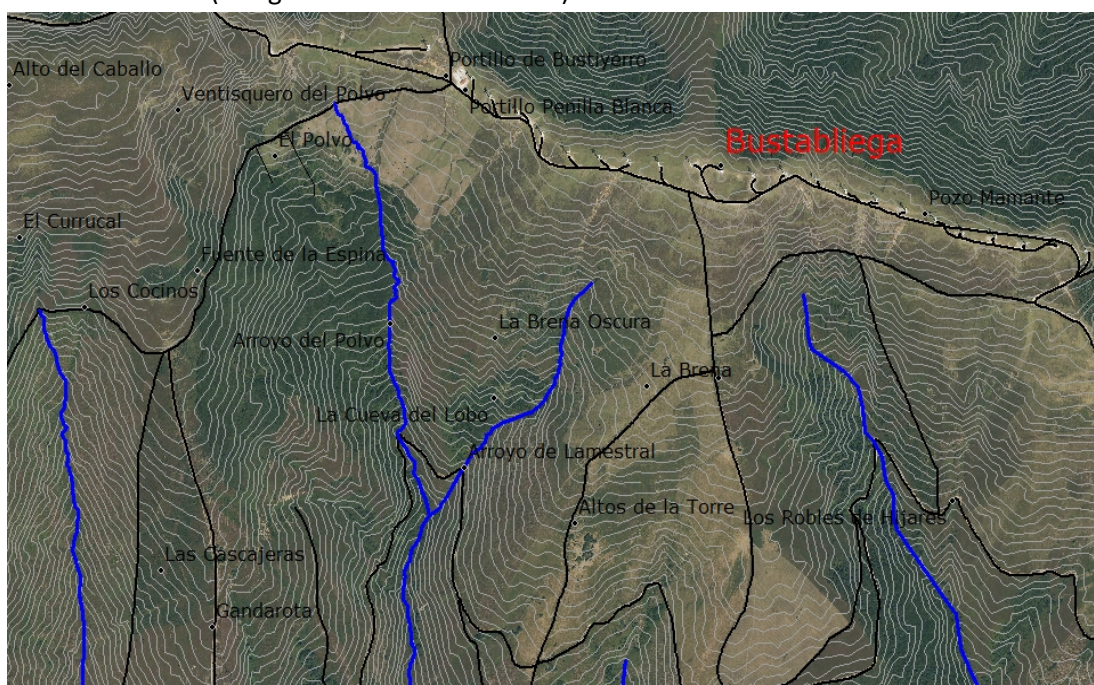 Portillo de Bustiyerro
Alto del Caballo
Ventisquero del Polvo
Portillo Penilla Blanca
El Polvo
Bustabliega
Pozo Mamante
El Currucal
Fuente de la Espina
Los Cocinos
La Brena Oscura
Arroyo del Polvo
La Brena
La Cueva del Lobo
Arroyo de Lamestral
Altos de la Torre
Los Robles de Hijares
Las Cascajeras
Gandarota